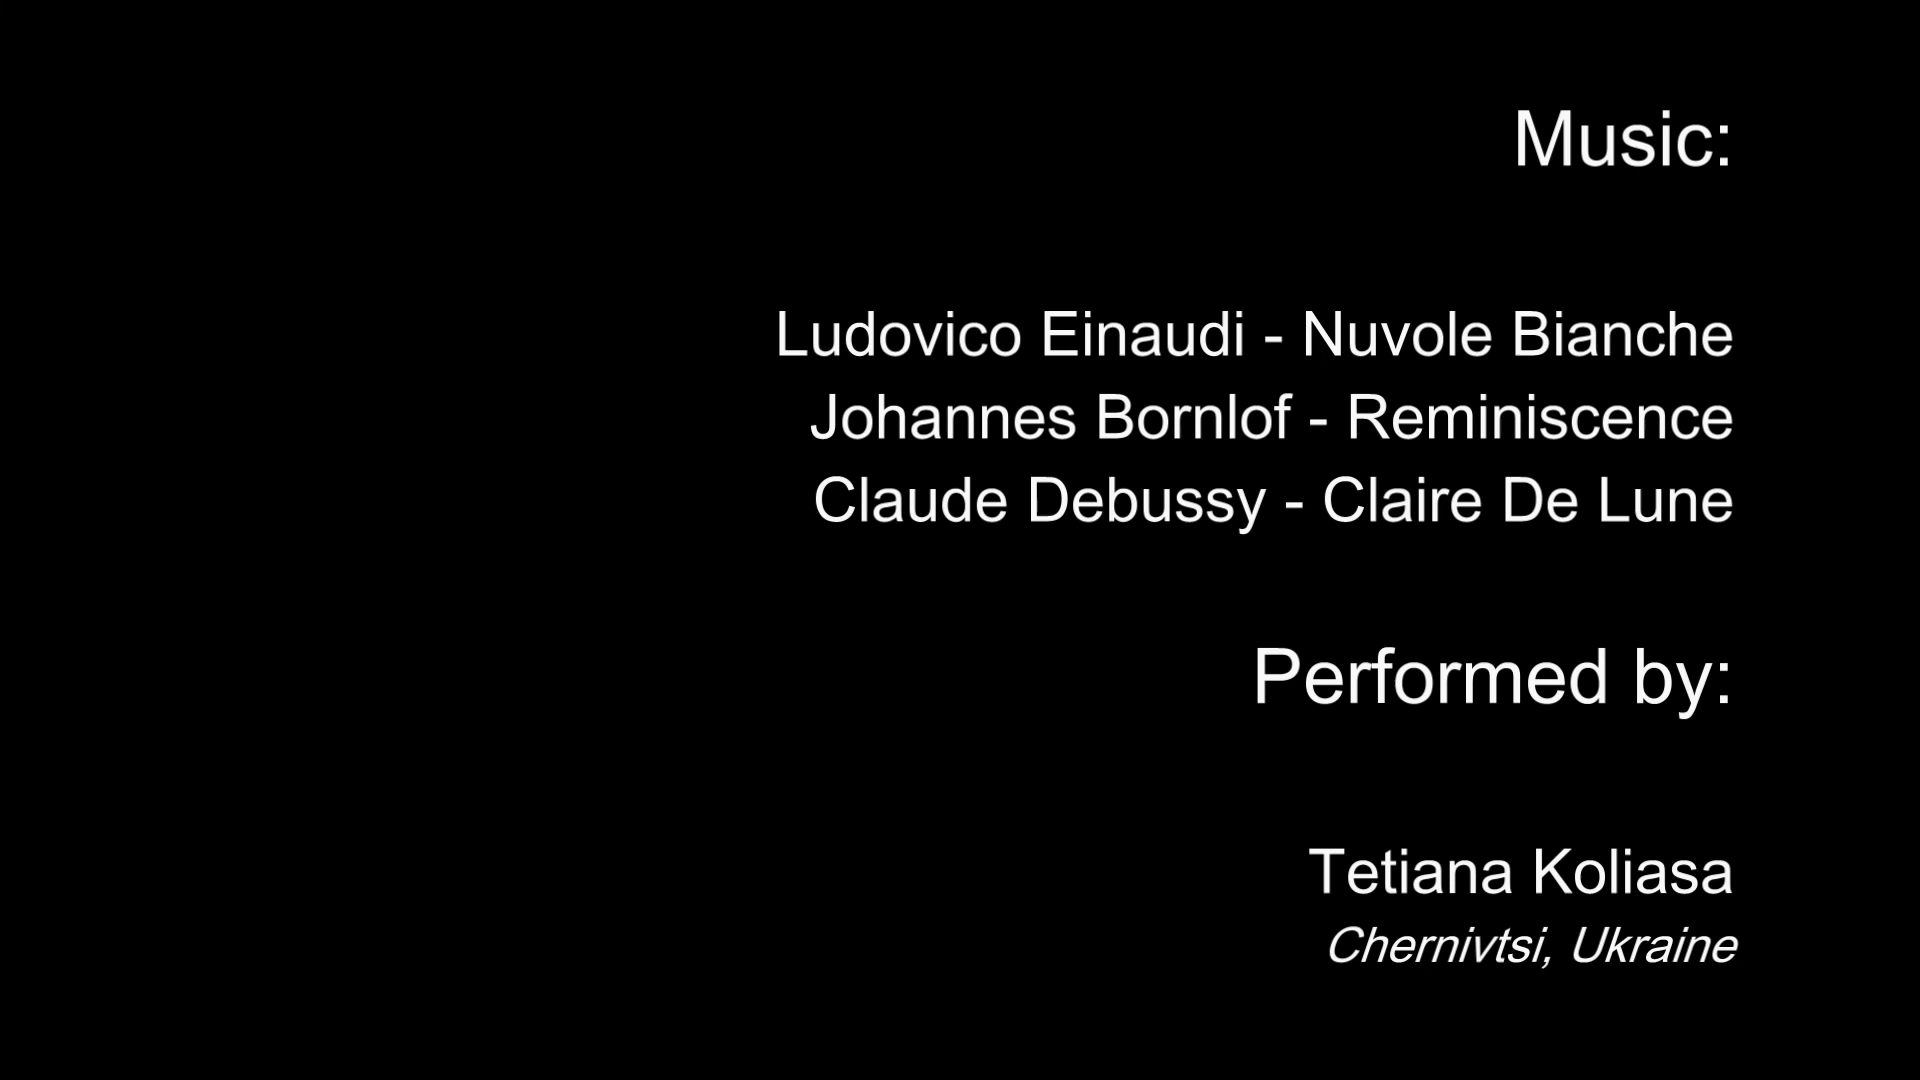 Music:
Ludovico Einaudi - Nuvole Bianche
Johannes Bornlof - Reminiscence
Claude Debussy - Claire De Lune
Performed by:
Tetiana Koliasa
Chernivtsi, Ukraine